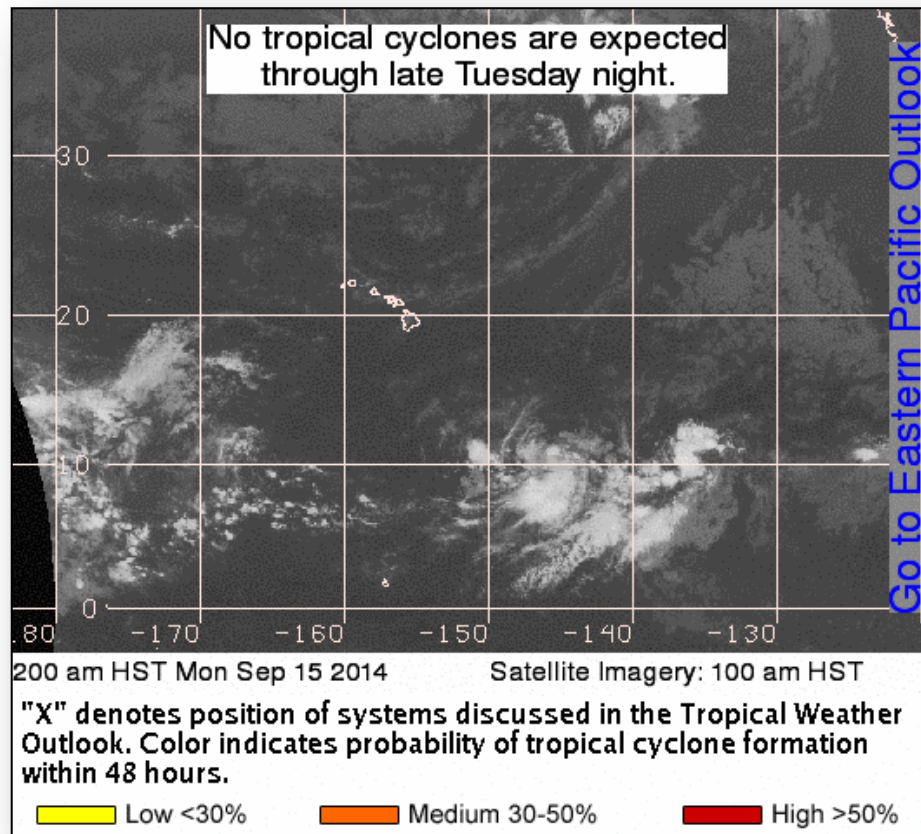 No tropical cyclones are expected
through late Tuesday night.
Go to Eastern Pacific Outlook
30
20
10
0
.80 -170 -160 -150 -140 -130
200 am HST Mon Sep 15 2014 Satellite Imagery: 100 am HST
"X" denotes position of systems discussed in the Tropical Weather
Outlook. Color indicates probability of tropical cyclone formation
within 48 hours.
Low <30% Medium 30-50% High >50%